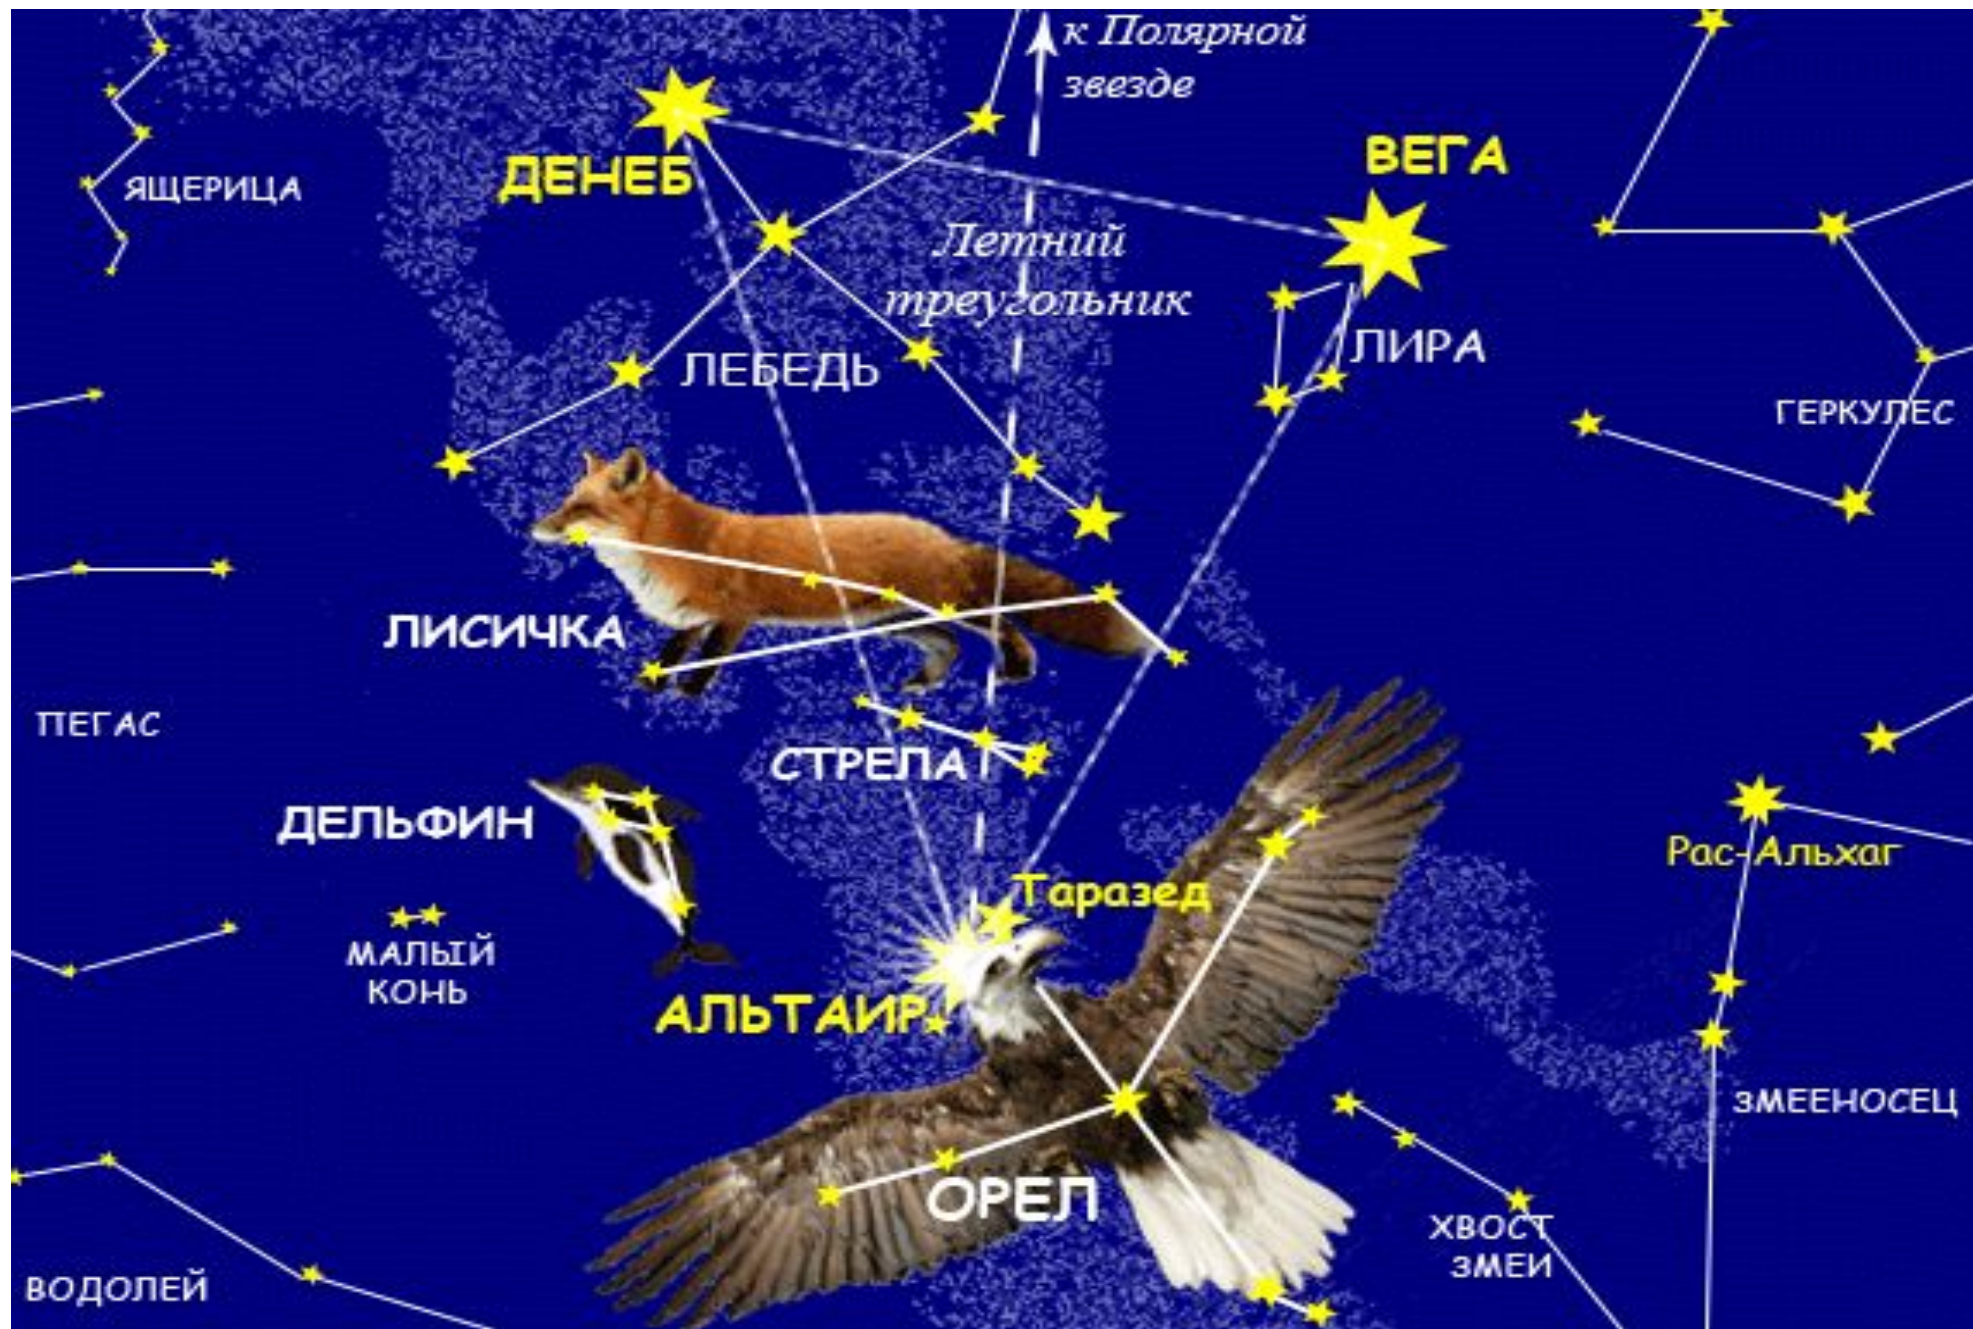 к Полярной
звезде
ДЕНЕБ
ВЕГА
ЯЩЕРИЦА
Летний
треугольник
ЛЕБЕДЬ
ЛИРА
ГЕРКУЛЕС
ЛИСИЧКА
ПЕГАС
СТРЕЛА
ДЕЛЬФИН
Рас-Альхаг
Таразед
МАЛЫЙ
КОНЬ
АЛЬТАИР
ЗМЕЕНОСЕЦ
ОРЕЛ
ХВОСТ
ЗМЕИ
ВОДОЛЕЙ